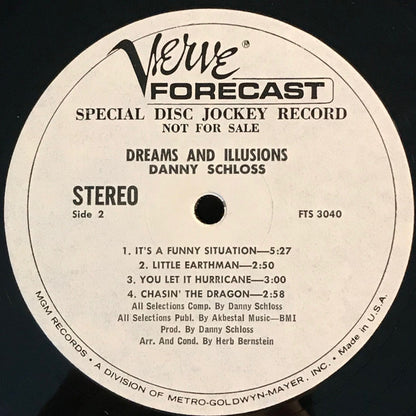 Verve®
FORECAST
SPECIAL DISC JOCKEY RECORD
NOT FOR SALE
DREAMS AND ILLUSIONS
DANNY SCHLOSS
STEREO
Side 2
FTS 3040
1. IT'S A FUNNY SITUATION—5:27
2. LITTLE EARTHMAN—2:50
3. YOU LET IT HURRICANE—3:00
4. CHASIN' THE DRAGON—2:58
All Selections Comp. By Danny Schloss
All Selections Publ. By Akbestal Music—BMI
Prod. By Danny Schloss
Arr. And Cond. By Herb Bernstein
MGM RECORDS • A DIVISION OF METRO-GOLDWYN-MAYER, INC. • Made in U.S.A.